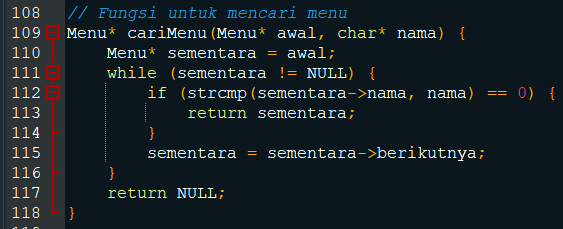 108 // Fungsi untuk mencari menu
109 Menu* cariMenu(Menu* awal, char* nama) {
110     Menu* sementara = awal;
111     while (sementara != NULL) {
112         if (strcmp(sementara->nama, nama) == 0) {
113             return sementara;
114         }
115         sementara = sementara->berikutnya;
116     }
117     return NULL;
118 }